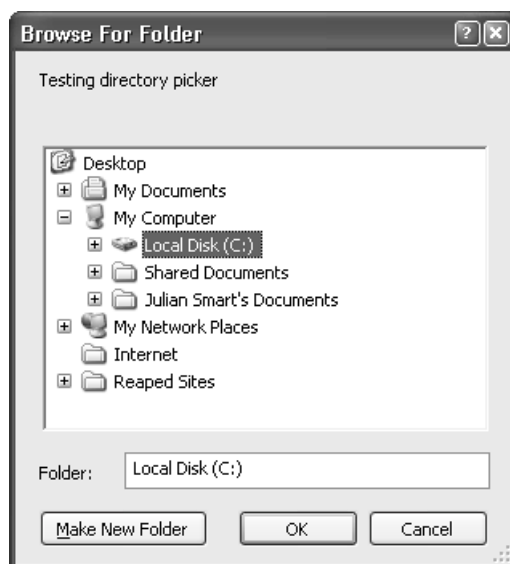 Browse For Folder
Testing directory picker
Desktop
My Documents
My Computer
Local Disk (C:)
Shared Documents
Julian Smart's Documents
My Network Places
Internet
Reaped Sites
Folder: Local Disk (C:)
Make New Folder OK Cancel